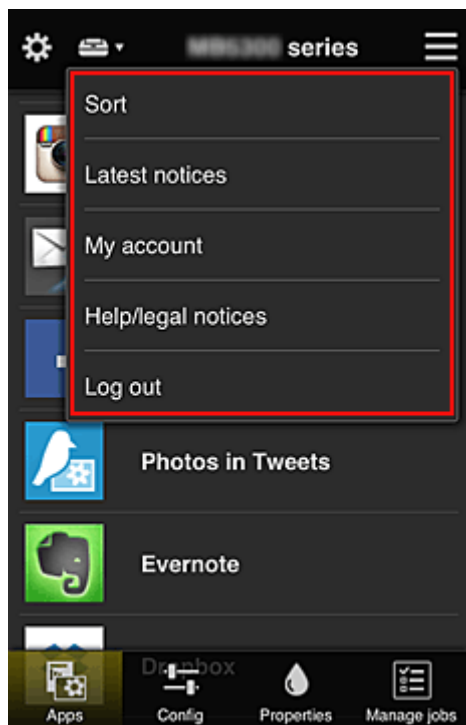 series
Sort
Latest notices
My account
Help/legal notices
Log out
Photos in Tweets
Evernote
Dropbox
Apps
Config
Properties
Manage jobs